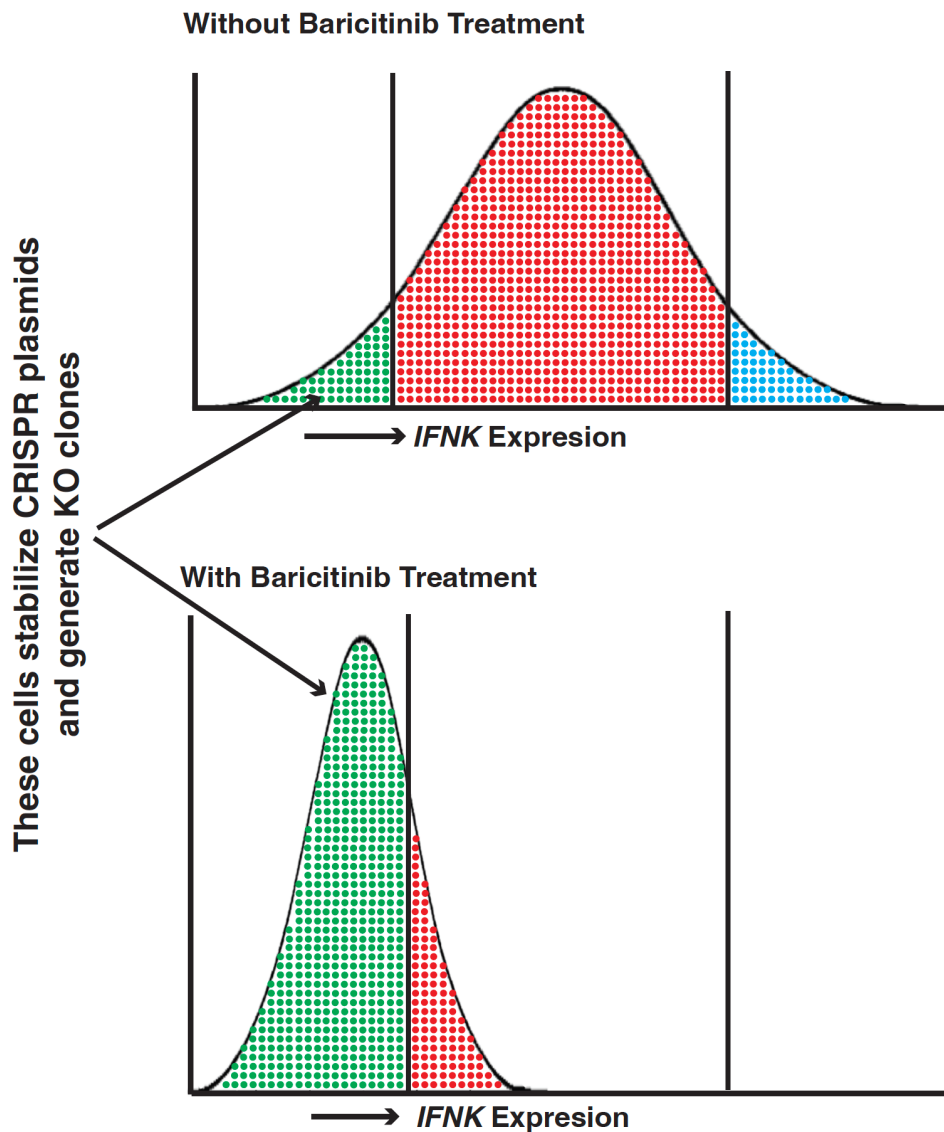 Without Baricitinib Treatment
IFNK Expresion
These cells stabilize CRISPR plasmids
and generate KO clones
With Baricitinib Treatment
IFNK Expresion